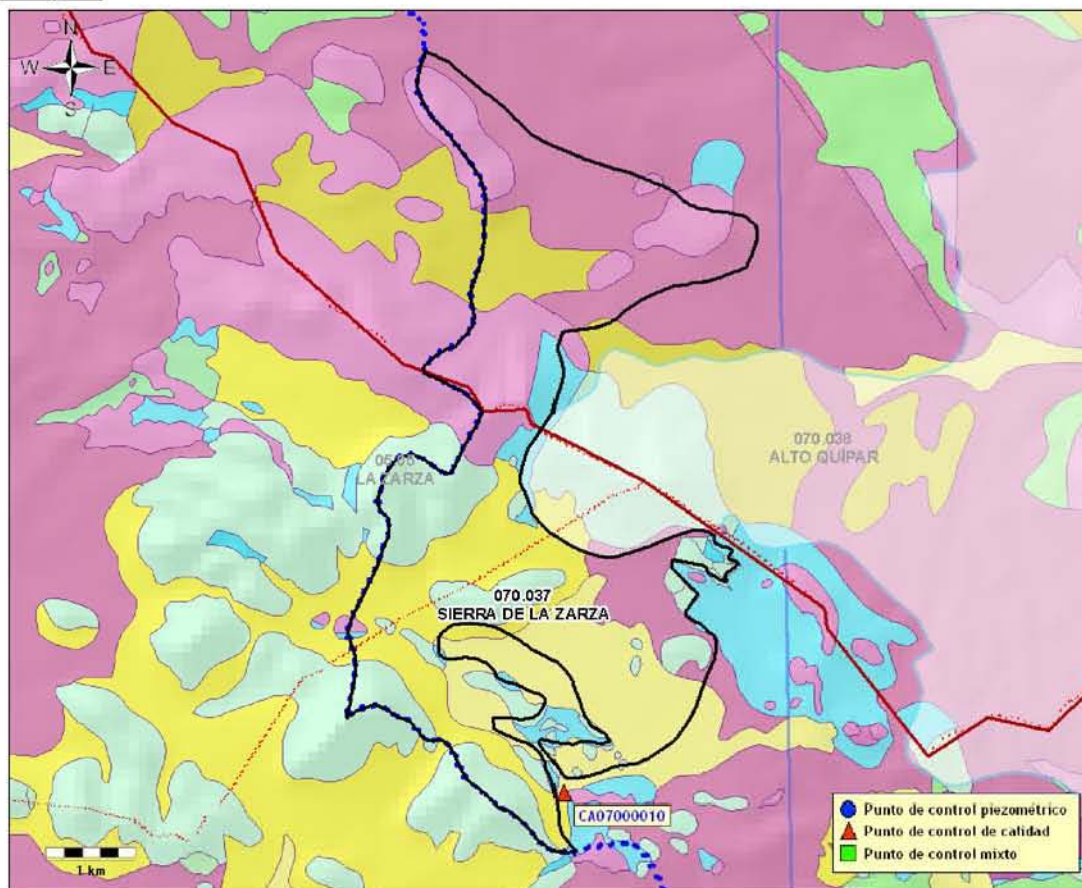 N
W E
S
070.038
ALTO QUÍPAR
LA ZARZA
070.037
SIERRA DE LA ZARZA
CA07000010
Punto de control piezométrico
Punto de control de calidad
Punto de control mixto
1 km